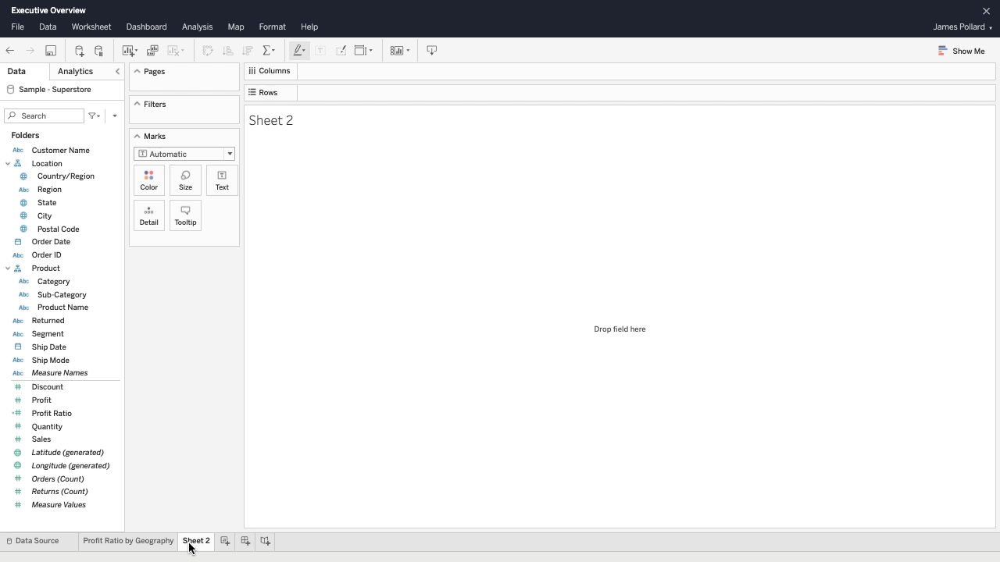 Executive Overview
File Data Worksheet Dashboard Analysis Map Format Help James Pollard
Show Me
Data Analytics
Sample - Superstore
Search
Folders
Abc Customer Name
Location
Country/Region
Abc Region
State
City
Postal Code
Order Date
Abc Order ID
Product
Abc Category
Abc Sub-Category
Abc Product Name
Abc Returned
Abc Segment
Ship Date
Abc Ship Mode
Abc Measure Names
Discount
Profit
Profit Ratio
Quantity
Sales
Latitude (generated)
Longitude (generated)
Orders (Count)
Returns (Count)
Measure Values
Pages
Filters
Marks
Automatic
Color Size Text
Detail Tooltip
Columns
Rows
Sheet 2
Drop field here
Data Source Profit Ratio by Geography Sheet 2